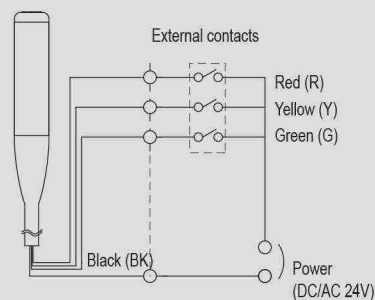 External contacts
Red (R)
Yellow (Y)
Green (G)
Black (BK)
Power
(DC/AC 24V)